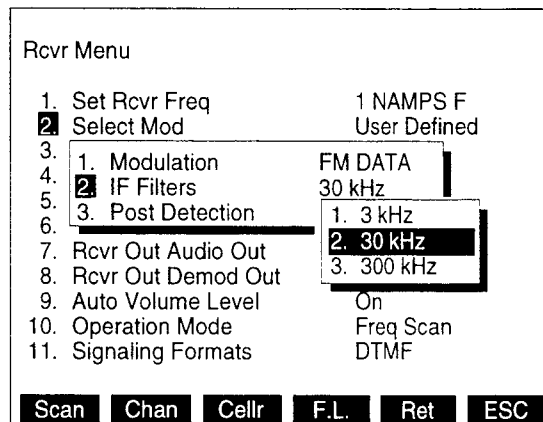 Rcvr Menu
1. Set Rcvr Freq 1 NAMPS F
2. Select Mod User Defined
3.
4.
5.
6.
1. Modulation FM DATA
2. IF Filters 30 kHz
3. Post Detection
1. 3 kHz
2. 30 kHz
3. 300 kHz
7. Rcvr Out Audio Out
8. Rcvr Out Demod Out
9. Auto Volume Level On
10. Operation Mode Freq Scan
11. Signaling Formats DTMF
Scan Chan Cellr F.L. Ret ESC